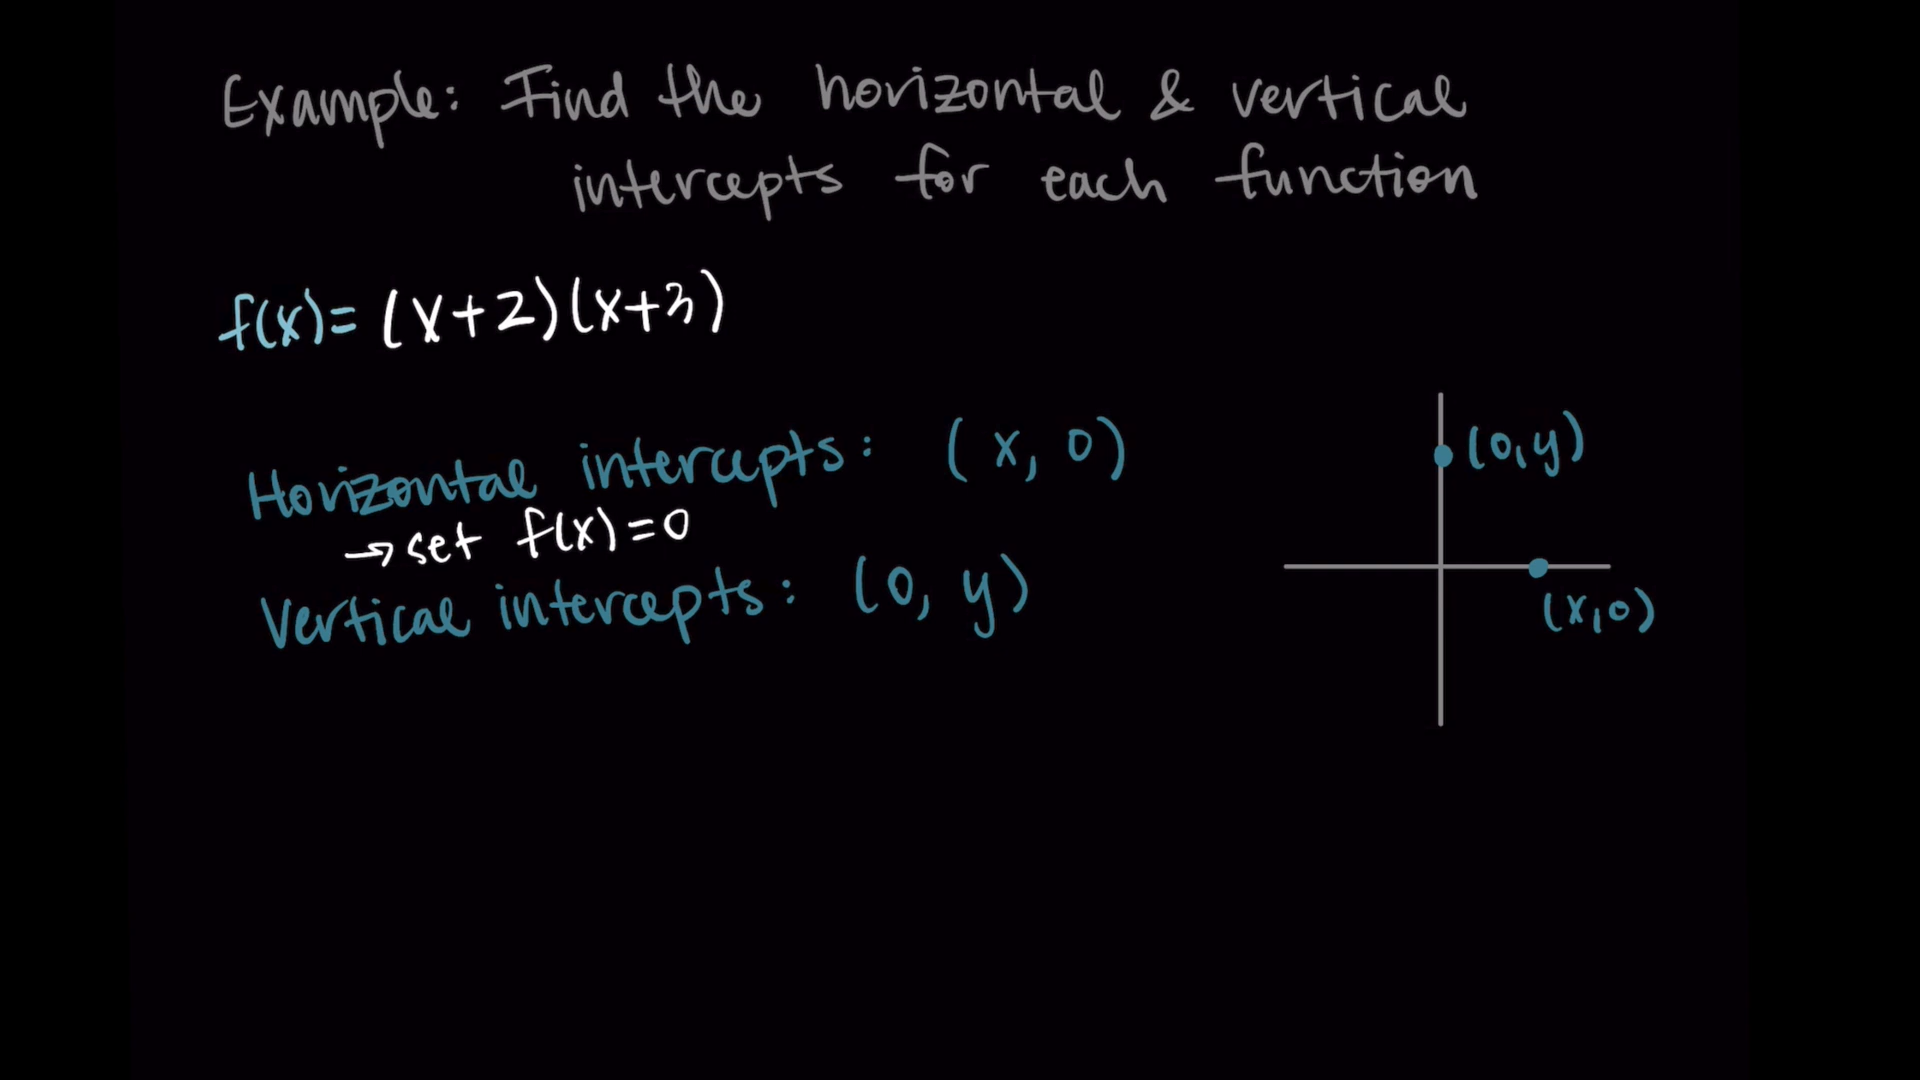 Example: Find the horizontal & vertical
intercepts for each function
f(x)= (x+2)(x+3)
Horizontal intercepts: (x, 0)
→ set f(x)=0
Vertical intercepts: (0, y)
(0,y)
(x,0)